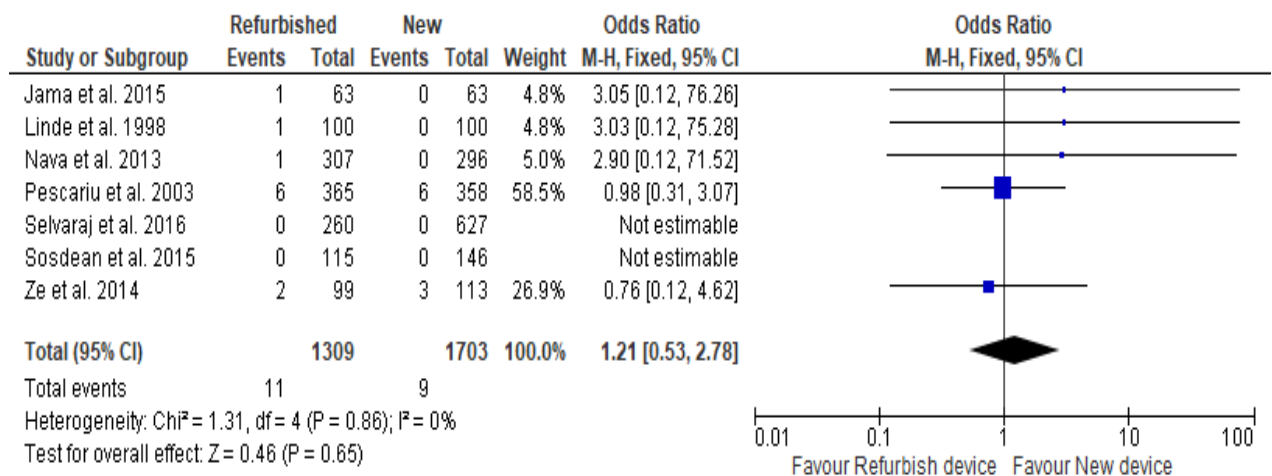 Refurbished New Odds Ratio Odds Ratio
Study or Subgroup Events Total Events Total Weight M-H, Fixed, 95% CI M-H, Fixed, 95% CI
Jama et al. 2015 1 63 0 63 4.8% 3.05 [0.12, 76.26]
Linde et al. 1998 1 100 0 100 4.8% 3.03 [0.12, 75.28]
Nava et al. 2013 1 307 0 296 5.0% 2.90 [0.12, 71.52]
Pescariu et al. 2003 6 365 6 358 58.5% 0.98 [0.31, 3.07]
Selvaraj et al. 2016 0 260 0 627 Not estimable
Sosdean et al. 2015 0 115 0 146 Not estimable
Ze et al. 2014 2 99 3 113 26.9% 0.76 [0.12, 4.62]
Total (95% CI) 1309 1703 100.0% 1.21 [0.53, 2.78]
Total events 11 9
Heterogeneity: Chi² = 1.31, df = 4 (P = 0.86); I² = 0%
Test for overall effect: Z = 0.46 (P = 0.65)
0.01 0.1 1 10 100
Favour Refurbish device Favour New device